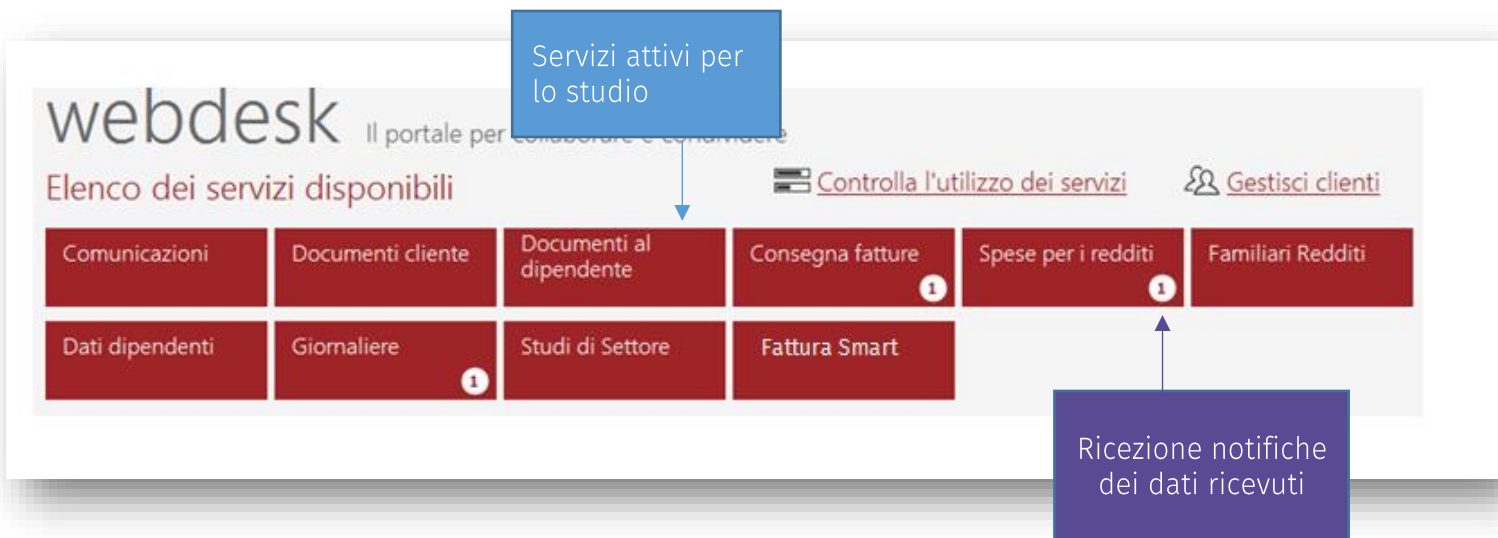 Servizi attivi per
lo studio
webdesk Il portale per
Elenco dei servizi disponibili
Controlla l'utilizzo dei servizi
Gestisci clienti
Comunicazioni
Documenti cliente
Documenti al
dipendente
Consegna fatture
1
Spese per i redditi
1
Familiari Redditi
Dati dipendenti
Giornaliere
1
Studi di Settore
Fattura Smart
Ricezione notifiche
dei dati ricevuti